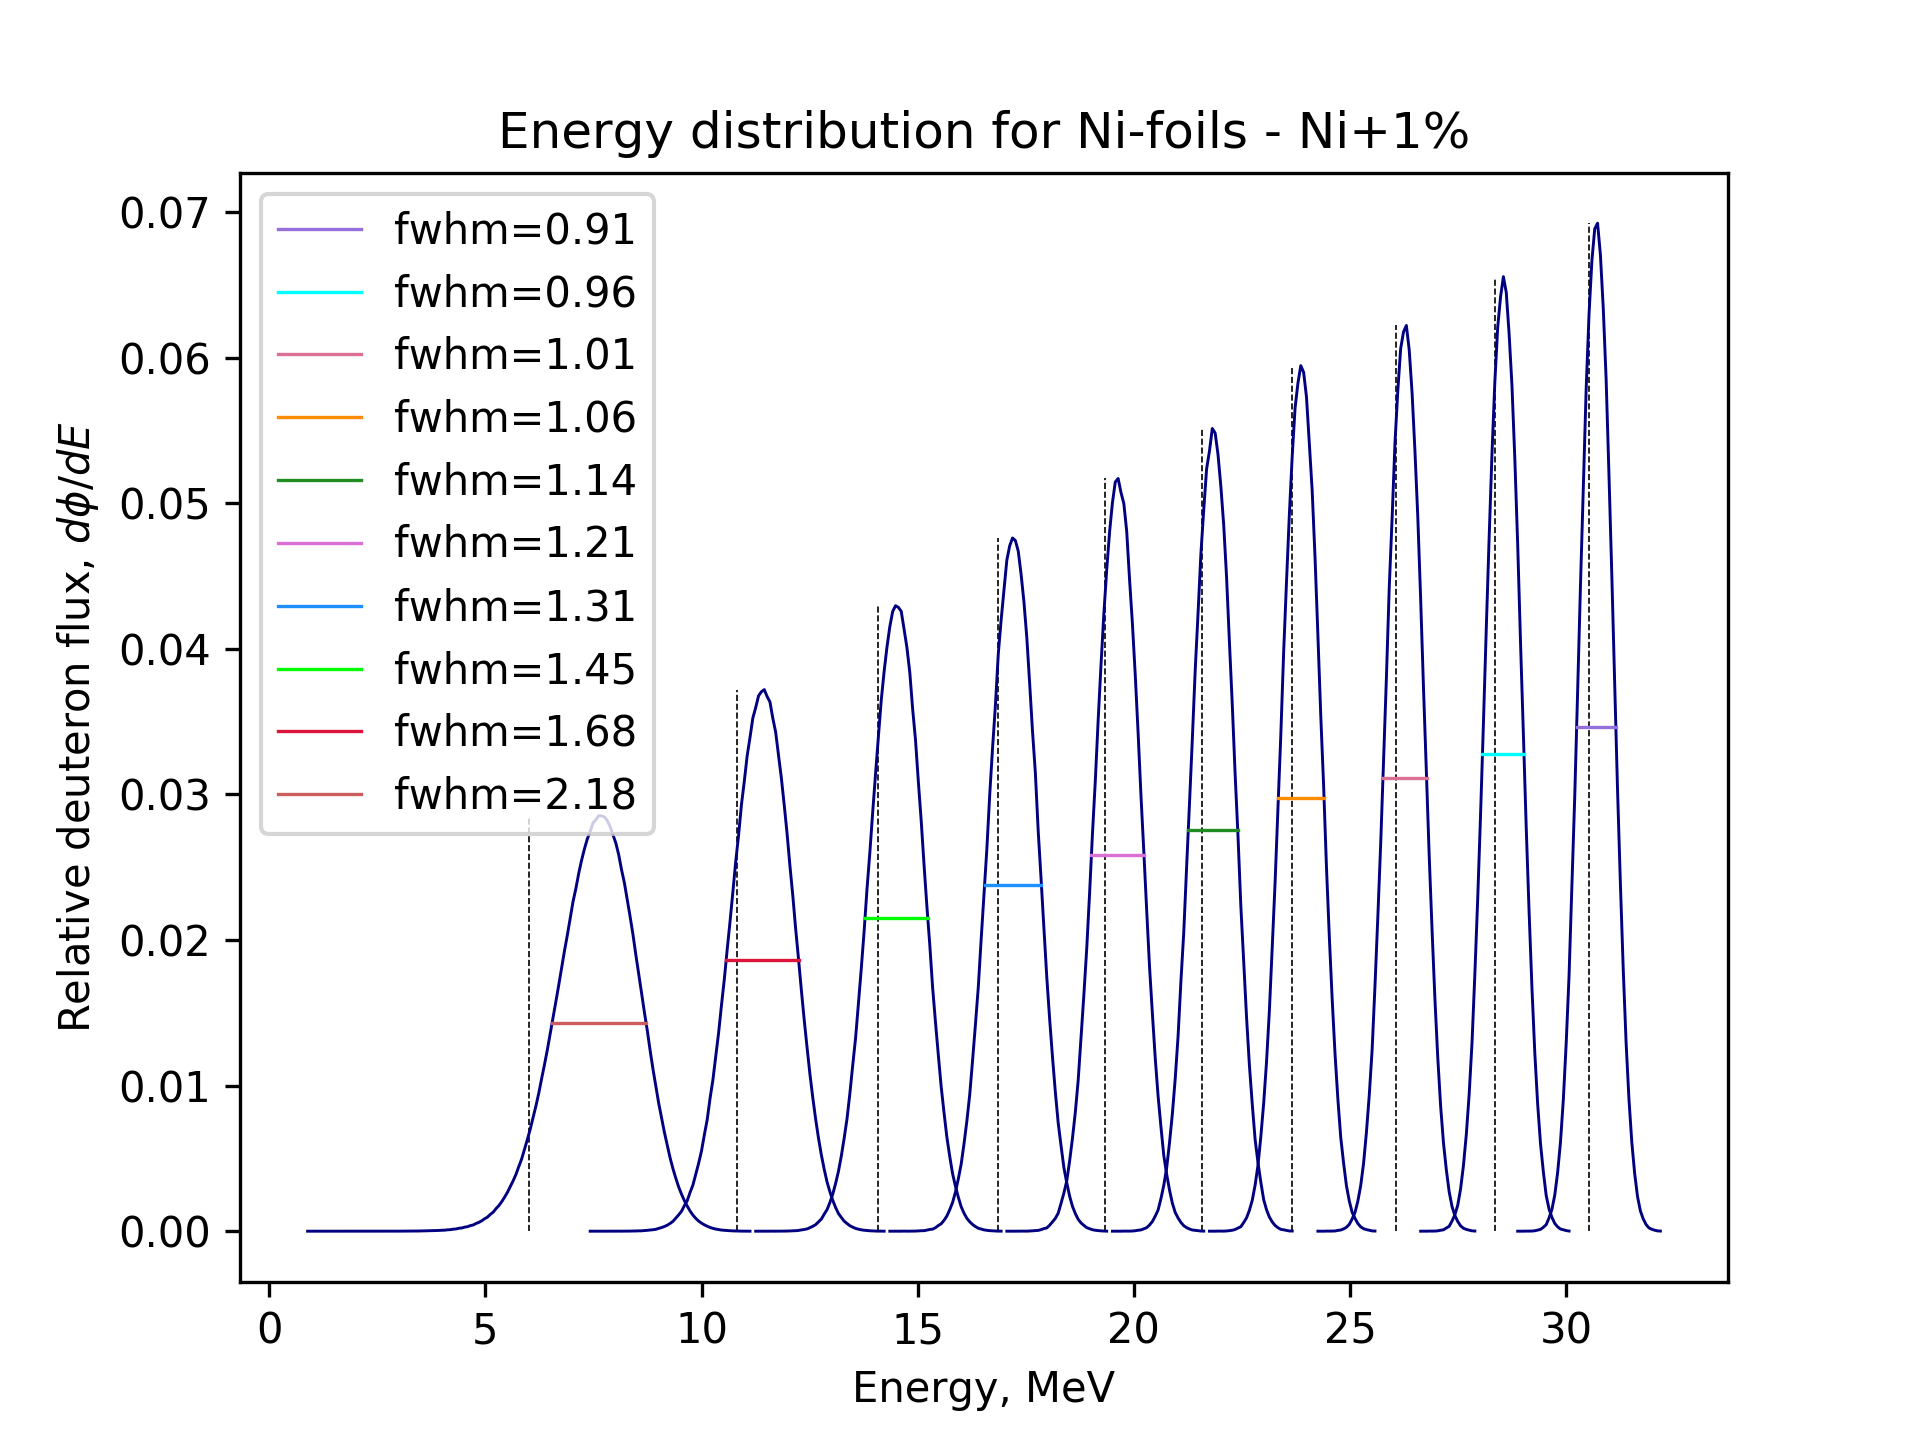 Energy distribution for Ni-foils - Ni+1%
fwhm=0.91
fwhm=0.96
fwhm=1.01
fwhm=1.06
fwhm=1.14
fwhm=1.21
fwhm=1.31
fwhm=1.45
fwhm=1.68
fwhm=2.18
0.07
0.06
0.05
0.04
0.03
0.02
0.01
0.00
Relative deuteron flux, dϕ/dE
0 5 10 15 20 25 30
Energy, MeV